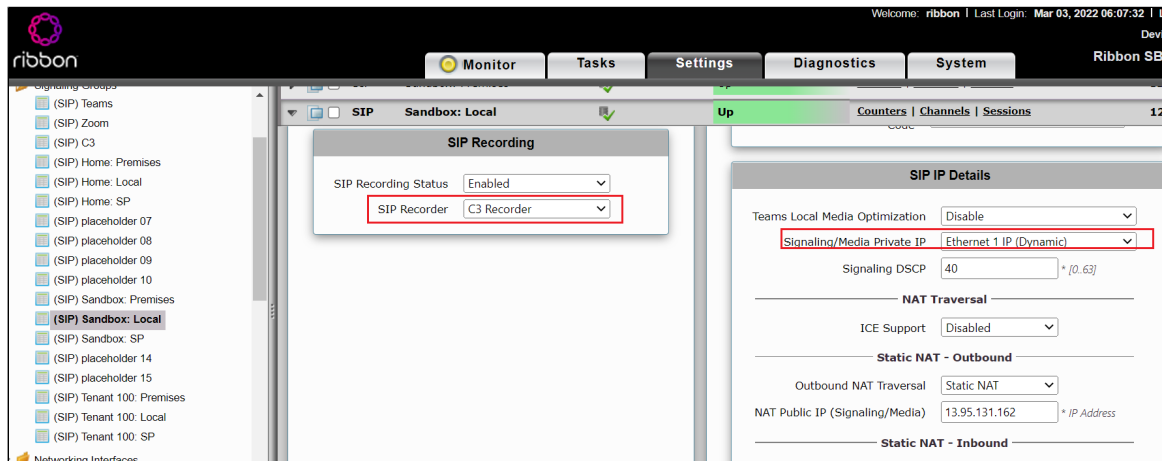 Welcome: ribbon | Last Login: Mar 03, 2022 06:07:32 |
ribbon
Ribbon SB
Monitor
Tasks
Settings
Diagnostics
System
Signaling Groups
(SIP) Teams
(SIP) Zoom
(SIP) C3
(SIP) Home: Premises
(SIP) Home: Local
(SIP) Home: SP
(SIP) placeholder 07
(SIP) placeholder 08
(SIP) placeholder 09
(SIP) placeholder 10
(SIP) Sandbox: Premises
(SIP) Sandbox: Local
(SIP) Sandbox: SP
(SIP) placeholder 14
(SIP) placeholder 15
(SIP) Tenant 100: Premises
(SIP) Tenant 100: Local
(SIP) Tenant 100: SP
Networking Interfaces
SIP Sandbox: Local Up Counters | Channels | Sessions 12
SIP Recording
SIP Recording Status Enabled
SIP Recorder C3 Recorder
Code
SIP IP Details
Teams Local Media Optimization Disable
Signaling/Media Private IP Ethernet 1 IP (Dynamic)
Signaling DSCP 40 * [0..63]
NAT Traversal
ICE Support Disabled
Static NAT - Outbound
Outbound NAT Traversal Static NAT
NAT Public IP (Signaling/Media) 13.95.131.162 * IP Address
Static NAT - Inbound